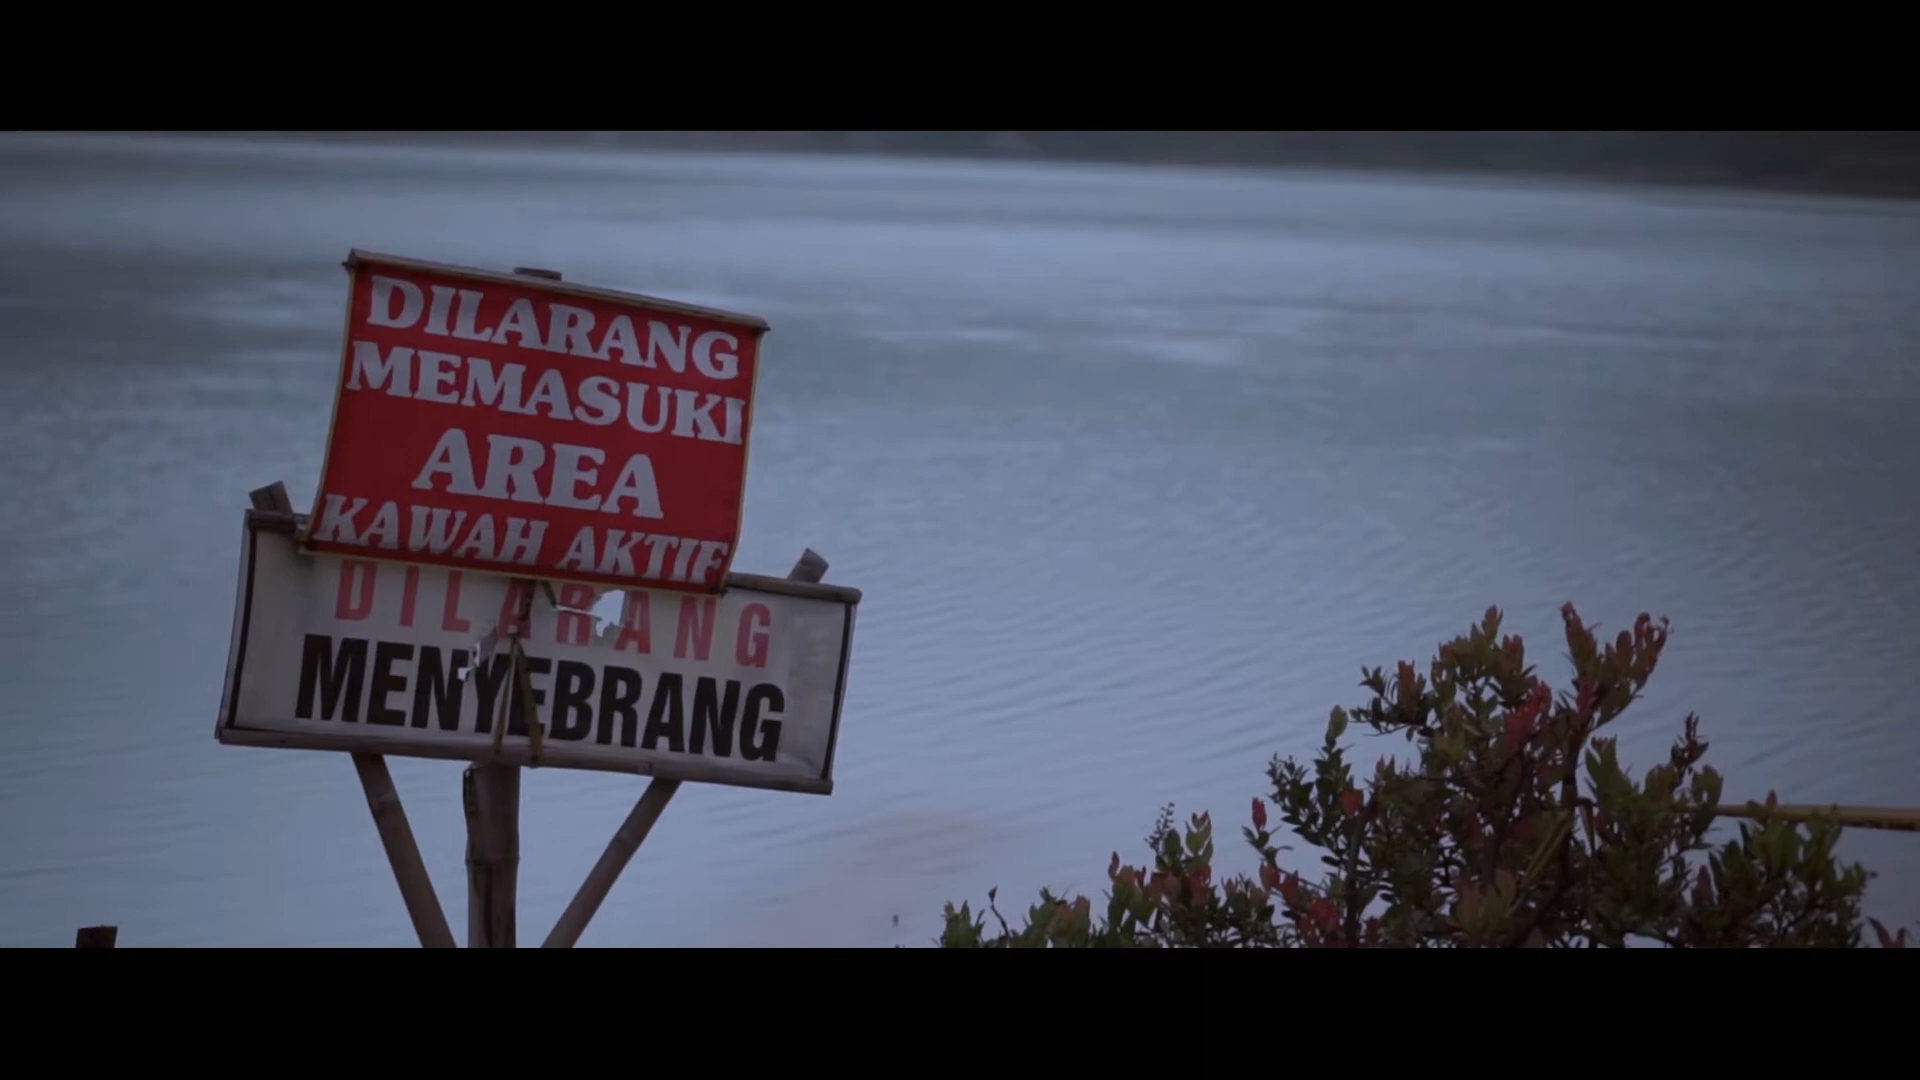 DILARANG
MEMASUKI
AREA
KAWAH AKTIF
DILARANG
MENYEBRANG